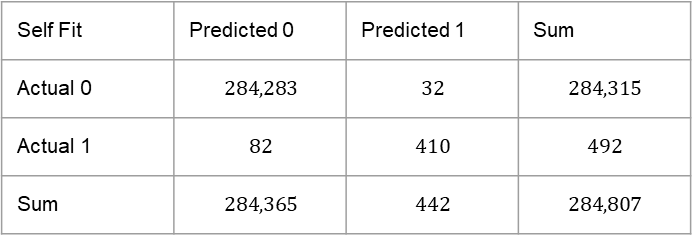 Self Fit Predicted 0 Predicted 1 Sum
Actual 0 284,283 32 284,315
Actual 1 82 410 492
Sum 284,365 442 284,807